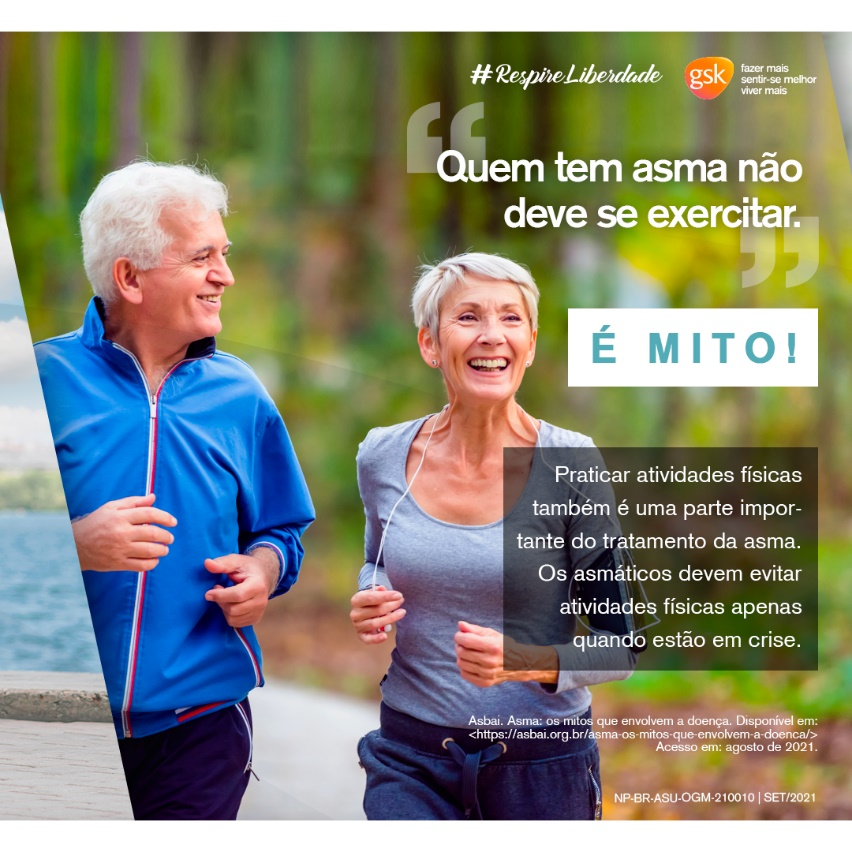 #RespireLiberdade
gsk
fazer mais
sentir-se melhor
viver mais
“Quem tem asma não
deve se exercitar.”
É MITO!
Praticar atividades físicas
também é uma parte impor-
tante do tratamento da asma.
Os asmáticos devem evitar
atividades físicas apenas
quando estão em crise.
Asbai. Asma: os mitos que envolvem a doença. Disponível em:
<https://asbai.org.br/asma-os-mitos-que-envolvem-a-doenca/>
Acesso em: agosto de 2021.
NP-BR-ASU-OGM-210010 | SET/2021